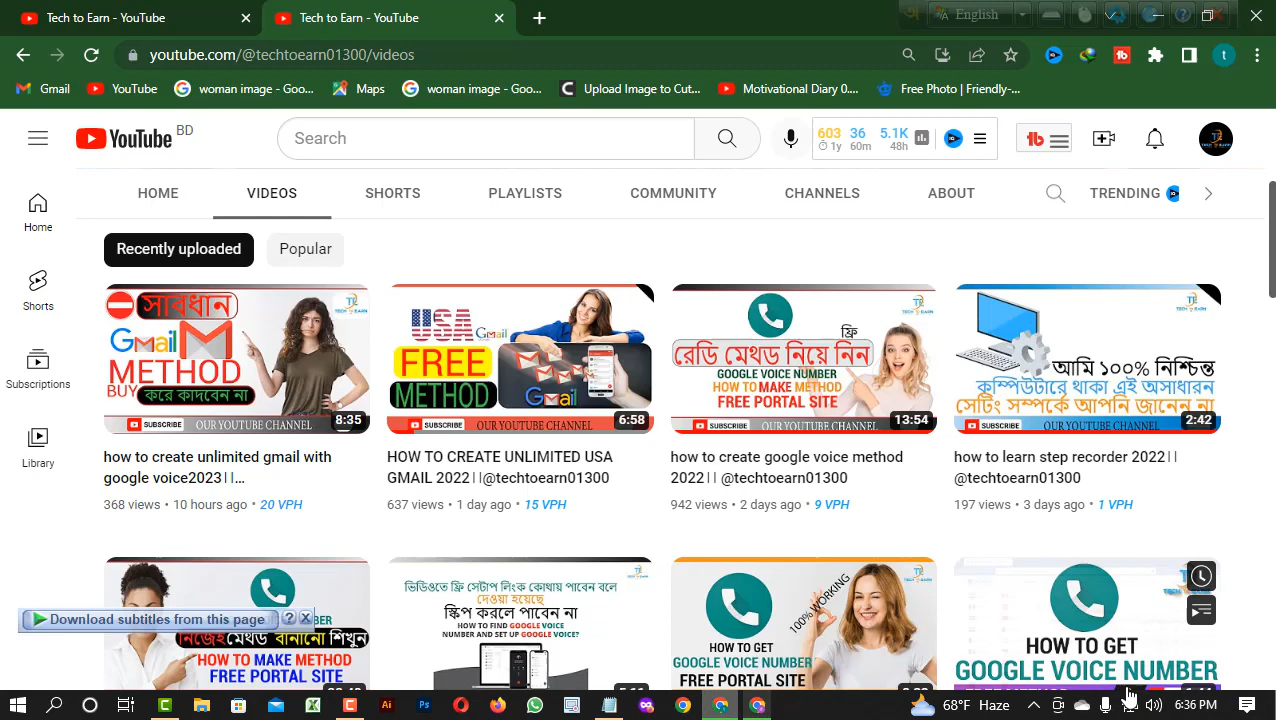 Tech to Earn - YouTube
Tech to Earn - YouTube
English
youtube.com/@techtoearn01300/videos
Gmail
YouTube
woman image - Goo...
Maps
woman image - Goo...
Upload Image to Cut...
Motivational Diary 0....
Free Photo | Friendly-...
YouTube BD
Search
603 36 5.1K
1y 60m 48h
HOME VIDEOS SHORTS PLAYLISTS COMMUNITY CHANNELS ABOUT TRENDING
Home
Shorts
Subscriptions
Library
Recently uploaded
Popular
সাবধান
Gmail
METHOD
BUY করে কাদবেন না
SUBSCRIBE OUR YOUTUBE CHANNEL
TECH TO EARN
8:35
how to create unlimited gmail with
google voice2023||...
368 views • 10 hours ago • 20 VPH
USA Gmail
FREE
METHOD
Gmail
SUBSCRIBE OUR YOUTUBE CHANNEL
6:58
HOW TO CREATE UNLIMITED USA
GMAIL 2022||@techtoearn01300
637 views • 1 day ago • 15 VPH
ফ্রি
রেডি মেথড নিয়ে নিন
GOOGLE VOICE NUMBER
HOW TO MAKE METHOD
FREE PORTAL SITE
SUBSCRIBE OUR YOUTUBE CHANNEL
TECH TO EARN
13:54
how to create google voice method
2022|| @techtoearn01300
942 views • 2 days ago • 9 VPH
আমি ১০০% নিশ্চিন্ত
কম্পিউটারে থাকা এই অসাধারন
সেটিং সম্পর্কে আপনি জানেন না
SUBSCRIBE OUR YOUTUBE CHANNEL
TECH TO EARN
2:42
how to learn step recorder 2022||
@techtoearn01300
197 views • 3 days ago • 1 VPH
Download subtitles from this page
নিজেই মেথড বানানো শিখুন
HOW TO MAKE METHOD
FREE PORTAL SITE
ভিডিওতে ফ্রি সেটাপ লিংক কোথায় পাবেন বলে
দেওয়া হয়েছে
স্কিপ করলে পাবেন না
HOW TO FIND GOOGLE VOICE
NUMBER AND SET UP GOOGLE VOICE?
100% WORKING
HOW TO GET
GOOGLE VOICE NUMBER
FREE PORTAL SITE
HOW TO GET
GOOGLE VOICE NUMBER
68°F Haze
6:36 PM